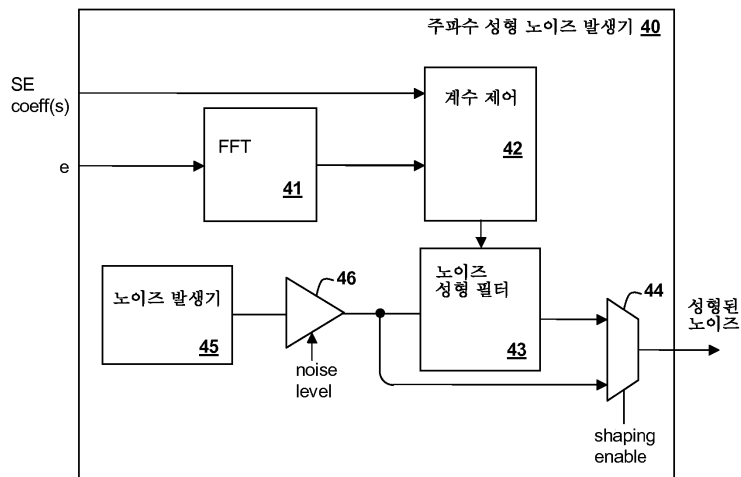 주파수 성형 노이즈 발생기 40
SE
coeff(s)
계수 제어
42
FFT
41
e
노이즈 발생기
45
46
noise
level
노이즈
성형 필터
43
44
성형된
노이즈
shaping
enable